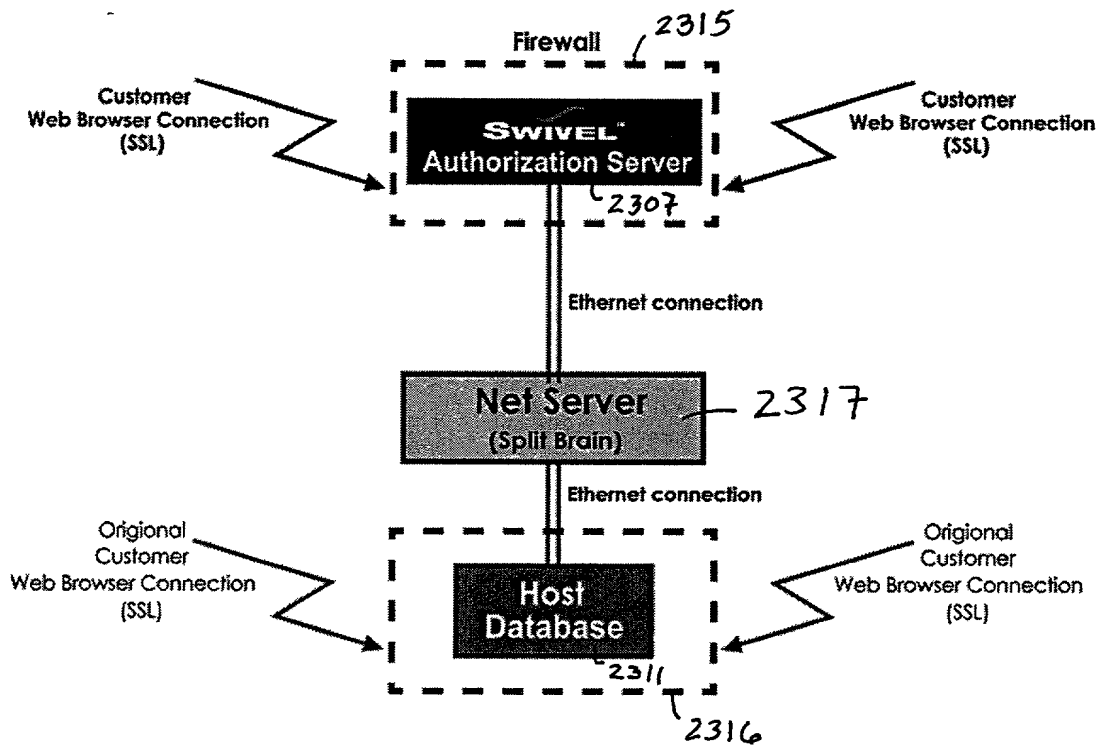 Firewall
2315
Customer
Web Browser Connection
(SSL)
SWIVEL™
Authorization Server
2307
Customer
Web Browser Connection
(SSL)
Ethernet connection
Net Server
(Split Brain)
2317
Ethernet connection
Origional
Customer
Web Browser Connection
(SSL)
Host
Database
2311
2316
Origional
Customer
Web Browser Connection
(SSL)